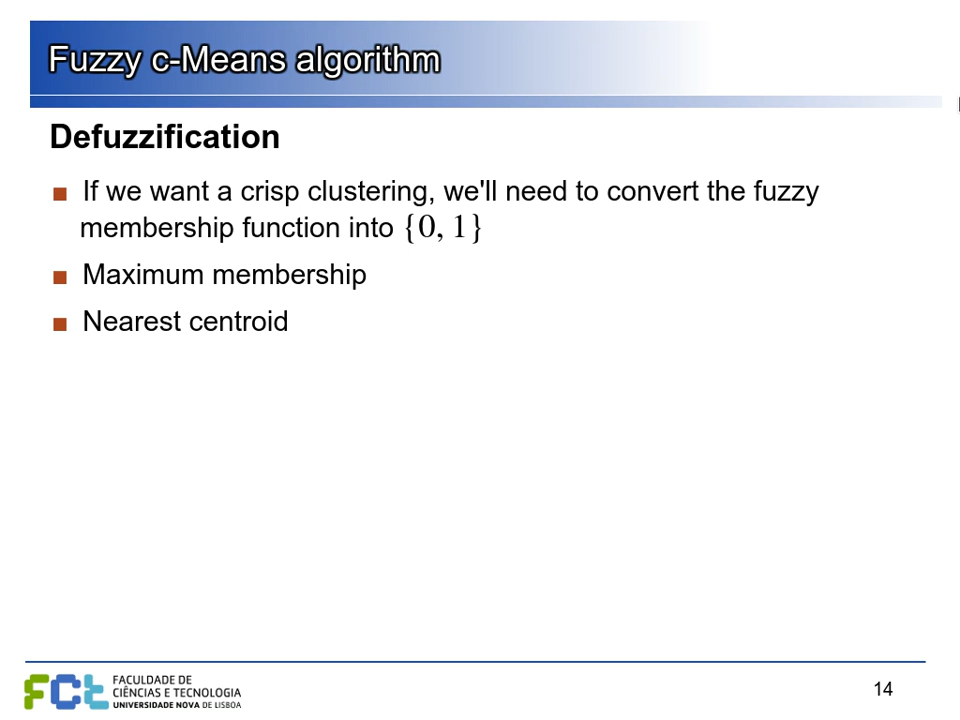 Fuzzy c-Means algorithm
Defuzzification
■ If we want a crisp clustering, we'll need to convert the fuzzy
membership function into {0, 1}
■ Maximum membership
■ Nearest centroid
FCt
FACULDADE DE
CIÊNCIAS E TECNOLOGIA
UNIVERSIDADE NOVA DE LISBOA
14